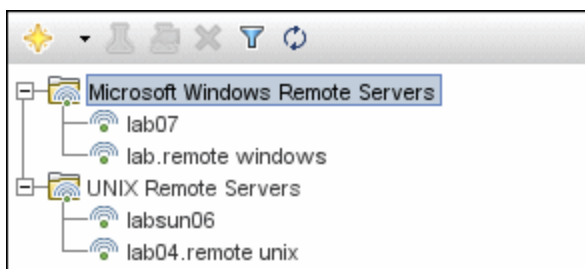 Microsoft Windows Remote Servers
lab07
lab.remote windows
UNIX Remote Servers
labsun06
lab04.remote unix